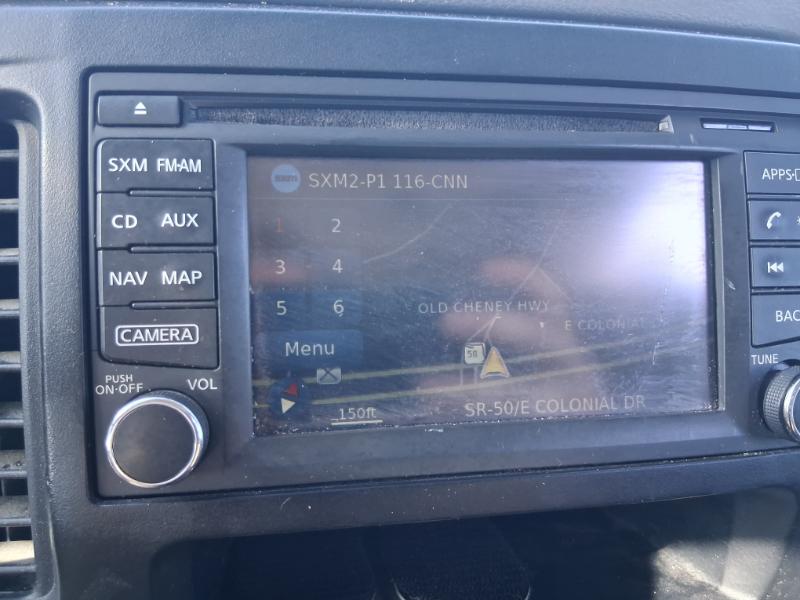 SXM FM·AM
CD AUX
NAV MAP
CAMERA
PUSH
ON·OFF
VOL
sxm SXM2-P1 116-CNN
1 2
3 4
5 6
Menu
150ft
OLD CHENEY HWY
E COLONIAL
50
SR-50/E COLONIAL DR
APPS·
BAC
TUNE